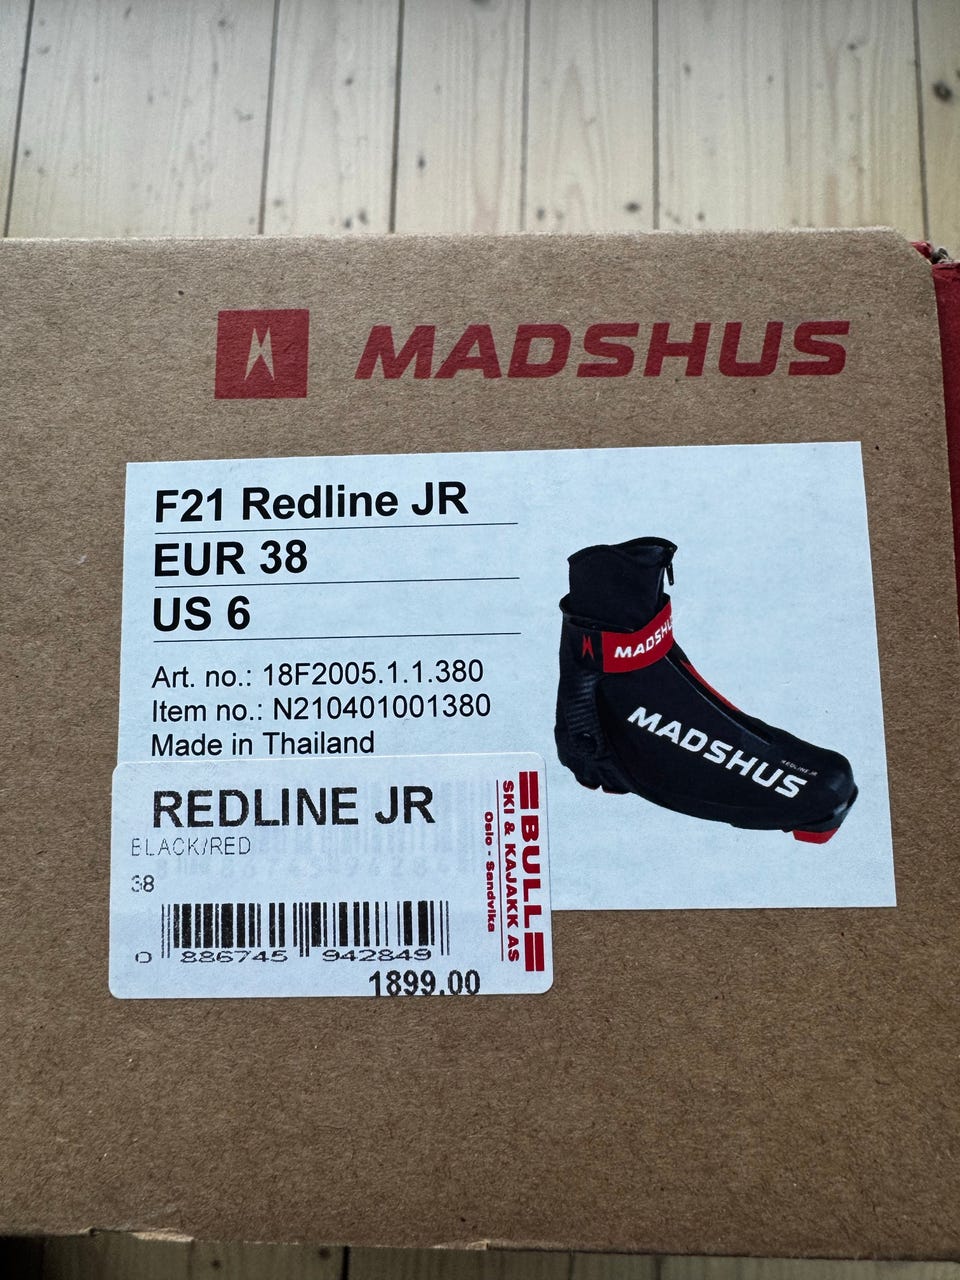 MADSHUS
F21 Redline JR
EUR 38
US 6
Art. no.: 18F2005.1.1.380
Item no.: N210401001380
Made in Thailand
MADSHUS
MADSHUS
REDLINE JR
REDLINE JR
BLACK/RED
38
0 886745 942849
1899.00
BULL
SKI & KAJAKK AS
Oslo - Sandvika